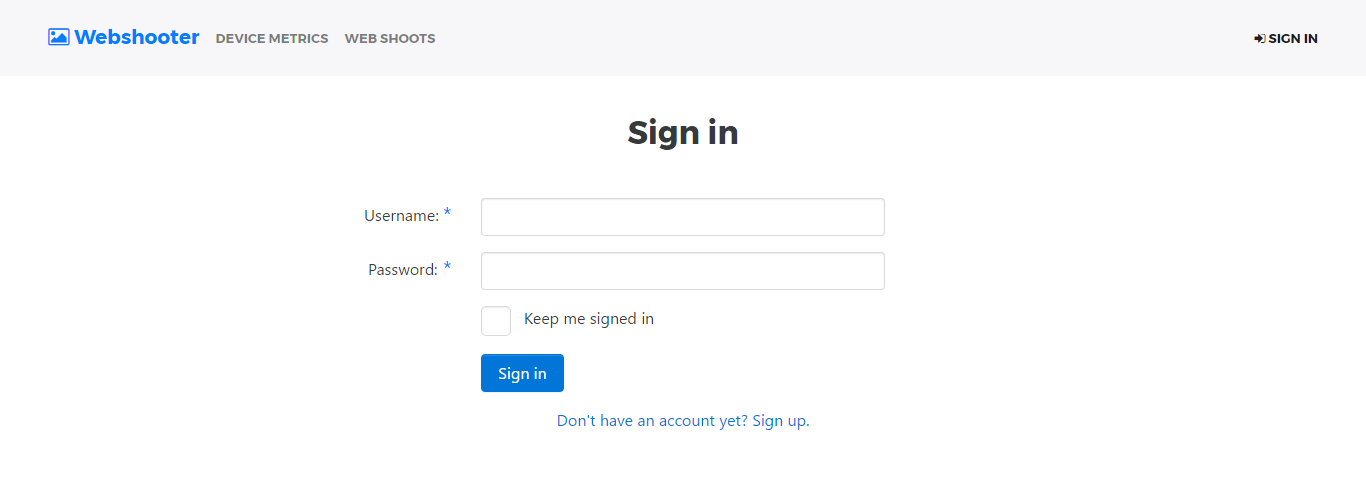 Webshooter DEVICE METRICS WEB SHOOTS SIGN IN
Sign in
Username: *
Password: *
Keep me signed in
Sign in
Don't have an account yet? Sign up.